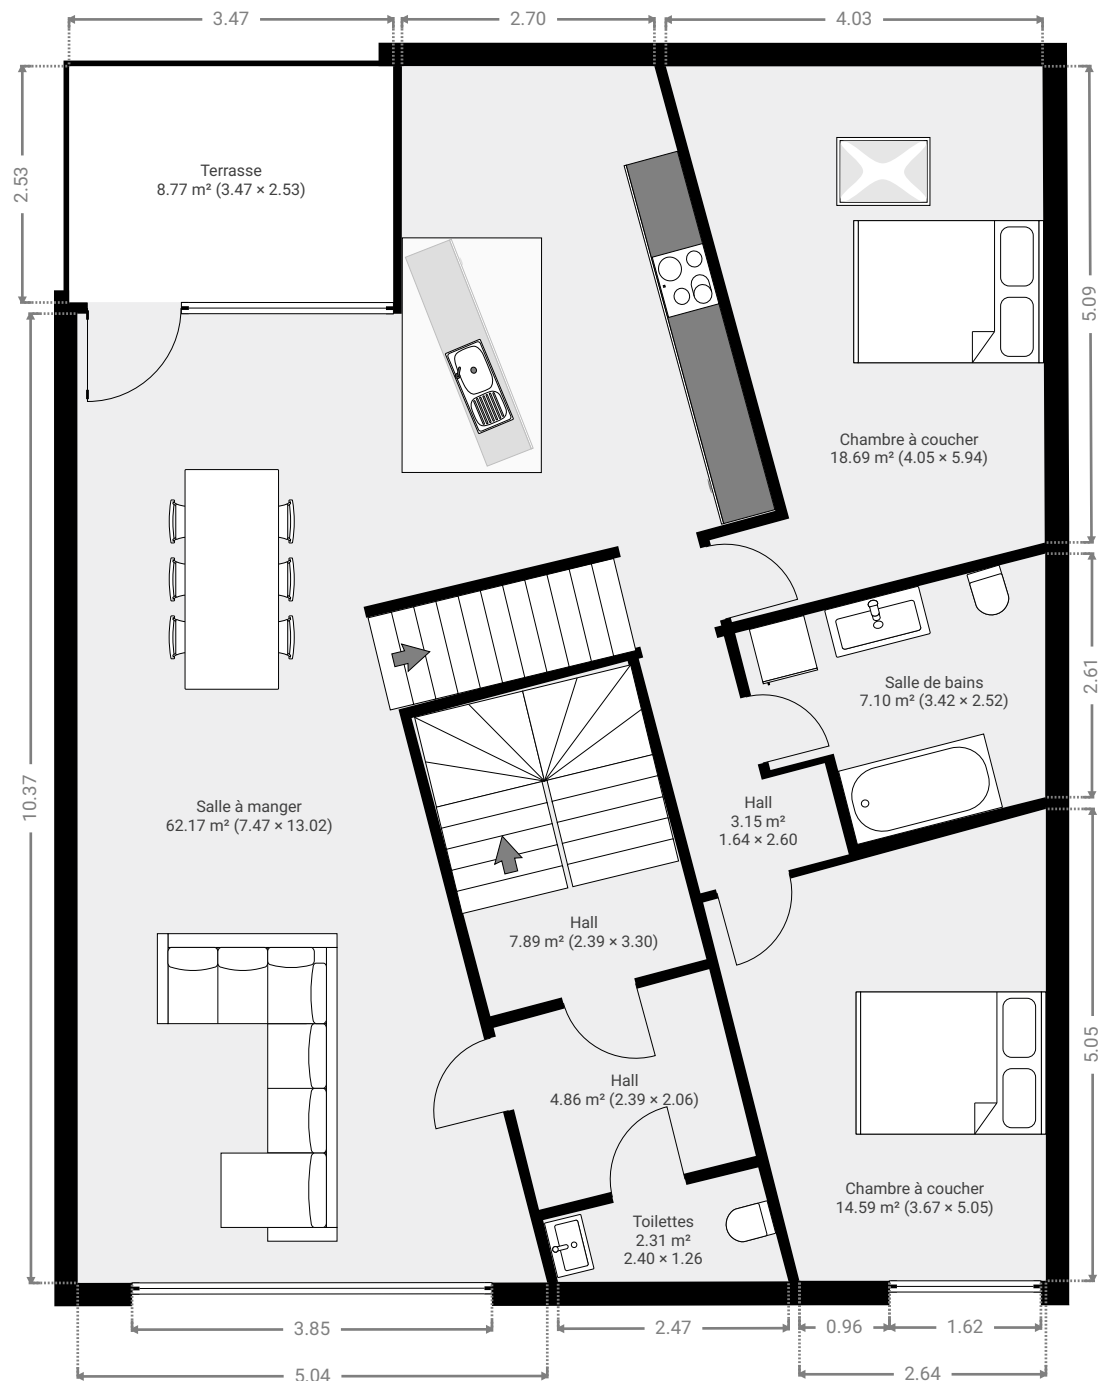 3.47
2.70
4.03
2.53
Terrasse
8.77 m² (3.47 × 2.53)
5.09
Chambre à coucher
18.69 m² (4.05 × 5.94)
2.61
Salle de bains
7.10 m² (3.42 × 2.52)
10.37
Salle à manger
62.17 m² (7.47 × 13.02)
Hall
3.15 m²
1.64 × 2.60
Hall
7.89 m² (2.39 × 3.30)
5.05
Hall
4.86 m² (2.39 × 2.06)
Chambre à coucher
14.59 m² (3.67 × 5.05)
Toilettes
2.31 m²
2.40 × 1.26
3.85
2.47
0.96
1.62
5.04
2.64